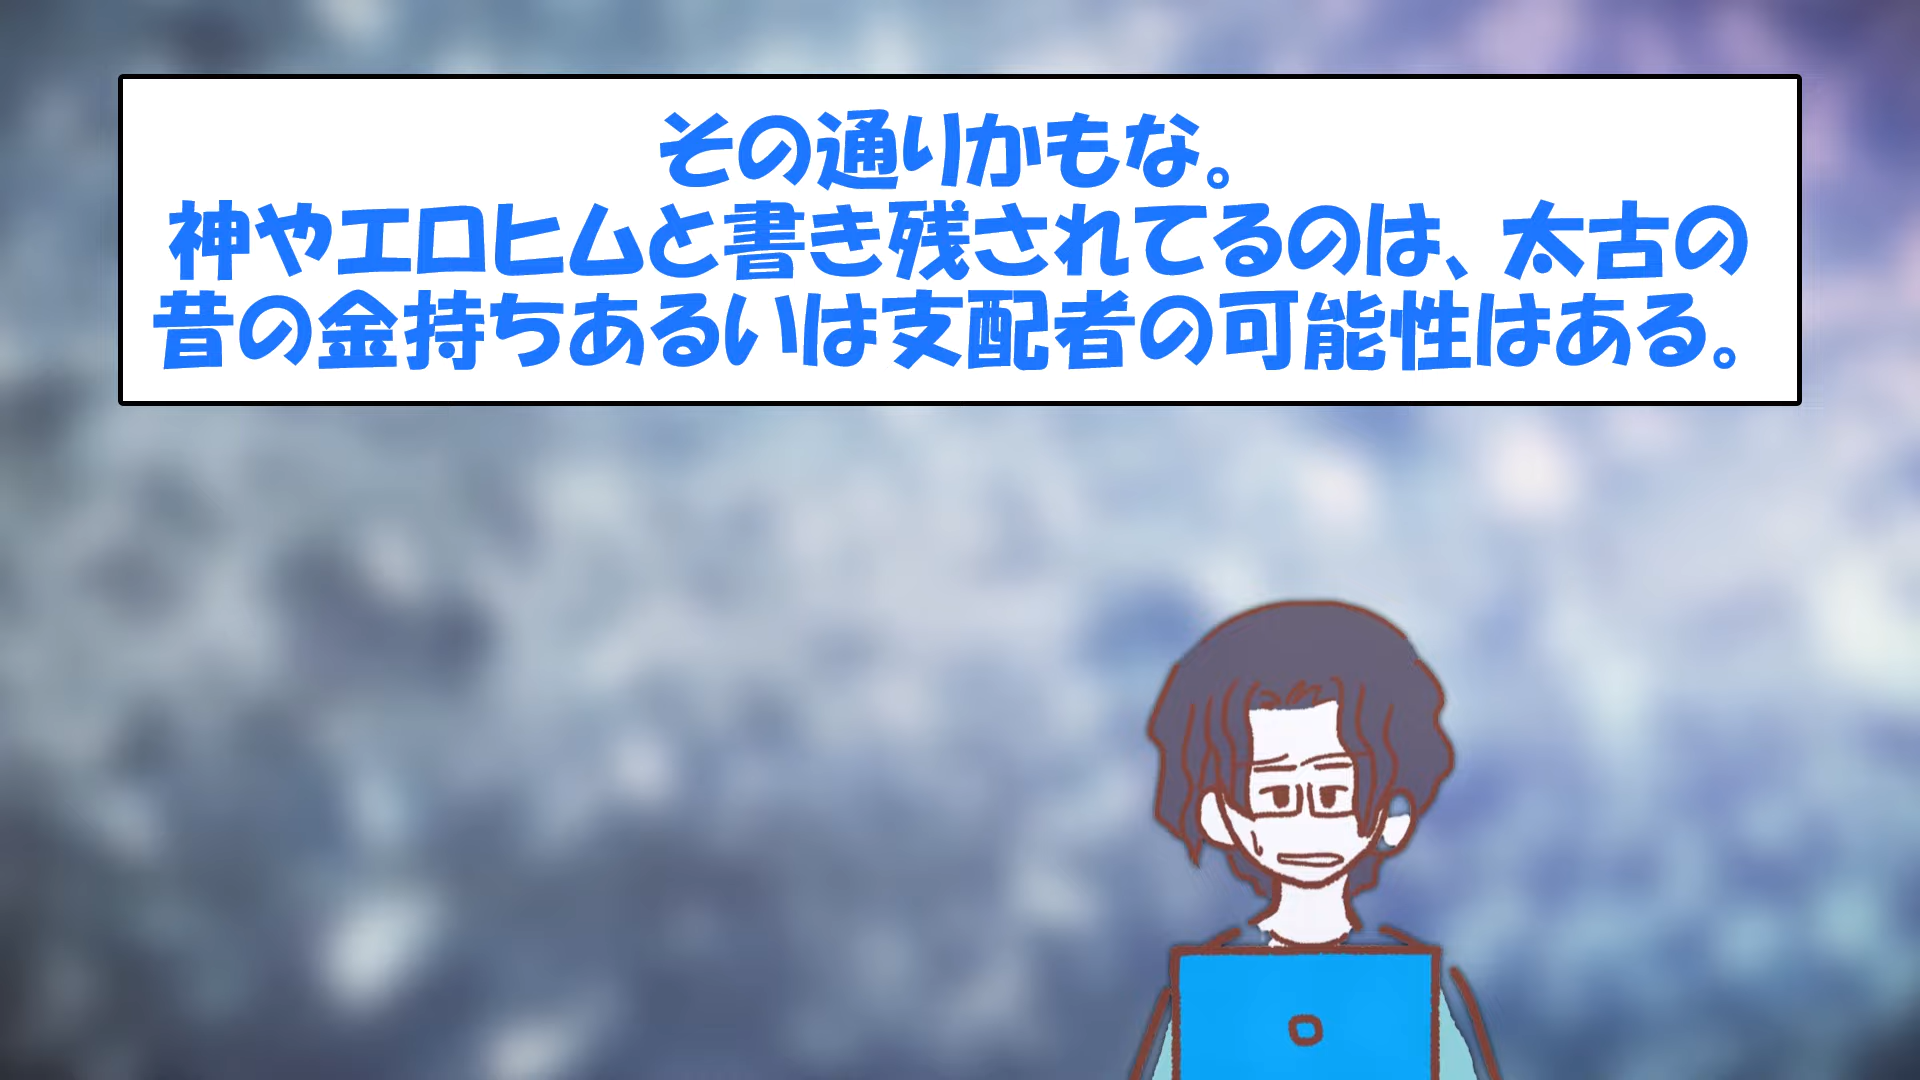 その通りかもな。
神やエロヒムと書き残されてるのは、太古の
昔の金持ちあるいは支配者の可能性はある。